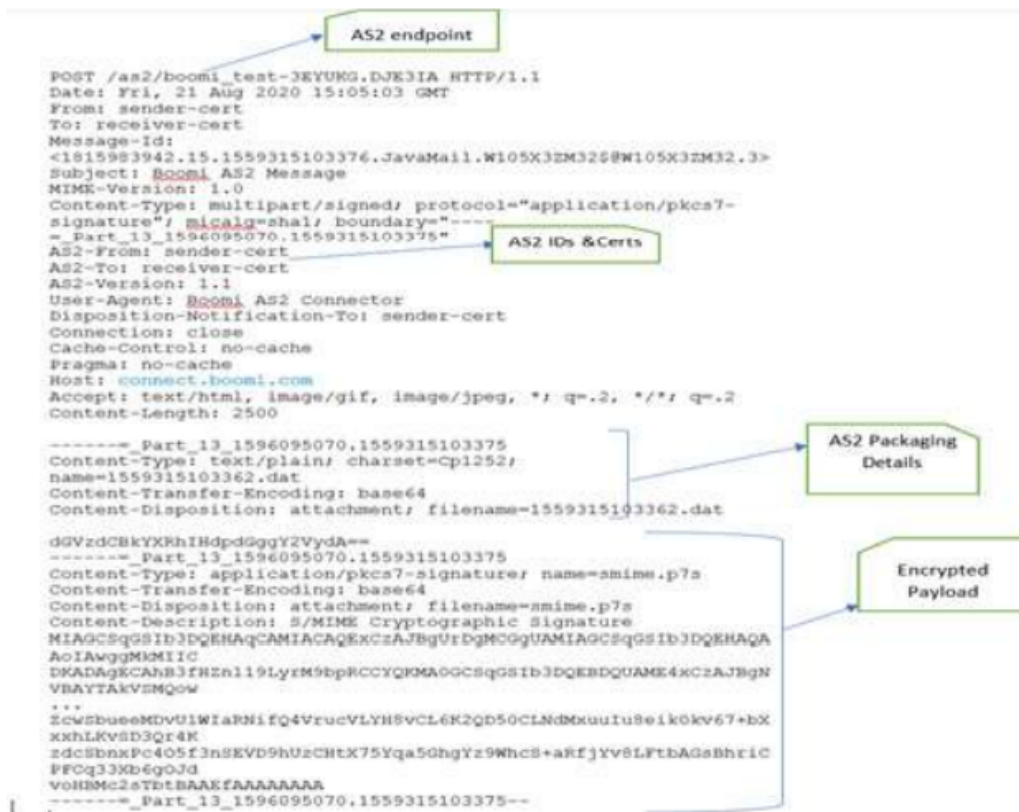 AS2 endpoint
POST /as2/boomi_test-3EYUKG.DJE3IA HTTP/1.1
Date: Fri, 21 Aug 2020 15:05:03 GMT
From: sender-cert
To: receiver-cert
Message-Id:
<1815983942.15.1559315103376.JavaMail.W105X3ZM32$@W105X3ZM32.3>
Subject: Boomi AS2 Message
MIME-Version: 1.0
Content-Type: multipart/signed; protocol="application/pkcs7-
signature"; micalg=sha1; boundary="----
=_Part_13_1596095070.1559315103375"
AS2 IDs &Certs
AS2-From: sender-cert
AS2-To: receiver-cert
AS2-Version: 1.1
User-Agent: Boomi AS2 Connector
Disposition-Notification-To: sender-cert
Connection: close
Cache-Control: no-cache
Pragma: no-cache
Host: connect.boomi.com
Accept: text/html, image/gif, image/jpeg, *; q=.2, */*; q=.2
Content-Length: 2500
------=_Part_13_1596095070.1559315103375
Content-Type: text/plain; charset=Cp1252;
name=1559315103362.dat
Content-Transfer-Encoding: base64
Content-Disposition: attachment; filename=1559315103362.dat
AS2 Packaging
Details
dGVzdCBkYXRhIHdpdGggY2VydA==
------=_Part_13_1596095070.1559315103375
Content-Type: application/pkcs7-signature; name=smime.p7s
Content-Transfer-Encoding: base64
Content-Disposition: attachment; filename=smime.p7s
Content-Description: S/MIME Cryptographic Signature
Encrypted
Payload
AoIAwggMkMIIC
VBAYTAkVSMQow
...
xxhLKvSD3Qr4K
PFCq33Xb6gOJd
voHBMc2sTbtBAAEfAAAAAAAA
------=_Part_13_1596095070.1559315103375--